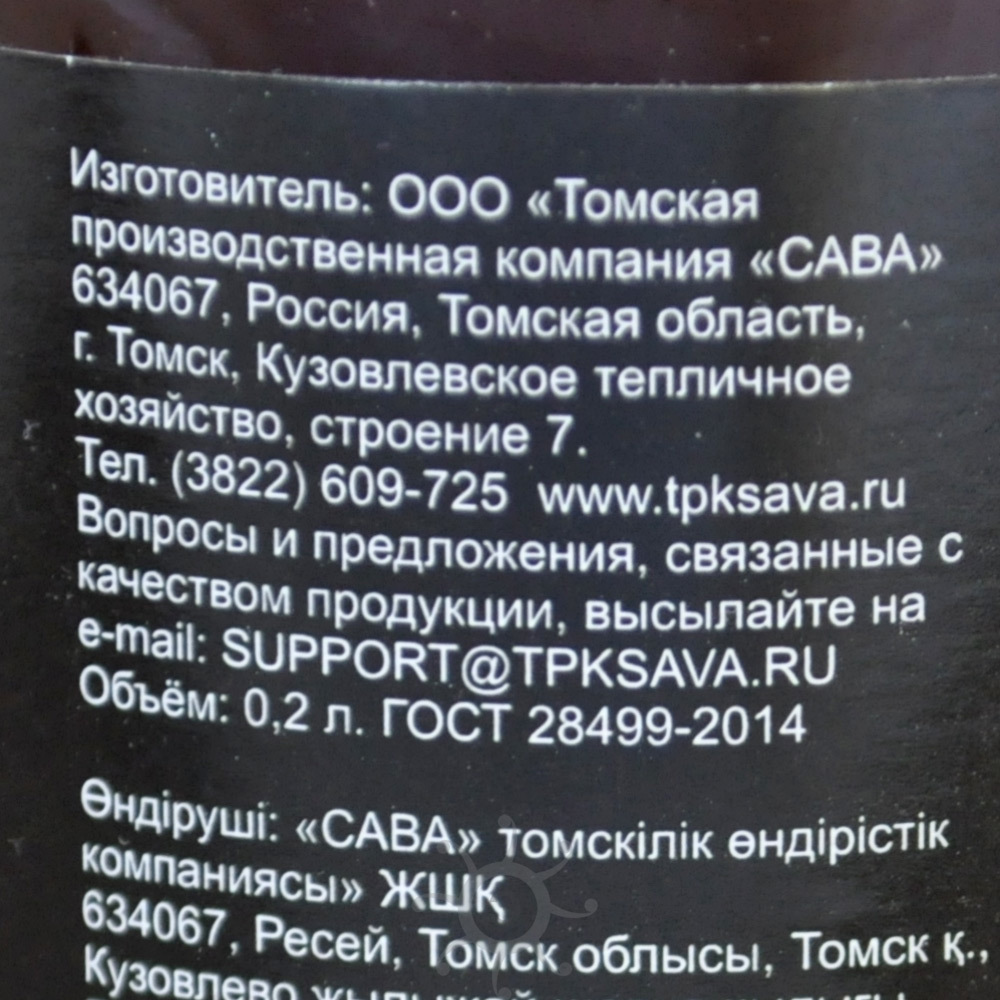 Изготовитель: ООО «Томская
производственная компания «САВА»
634067, Россия, Томская область,
г. Томск, Кузовлевское тепличное
хозяйство, строение 7.
Тел. (3822) 609-725 www.tpksava.ru
Вопросы и предложения, связанные с
качеством продукции, высылайте на
e-mail: SUPPORT@TPKSAVA.RU
Объём: 0,2 л. ГОСТ 28499-2014
Өндіруші: «САВА» томскілік өндірістік
компаниясы» ЖШҚ
634067, Ресей, Томск облысы, Томск қ.,
Кузовлево